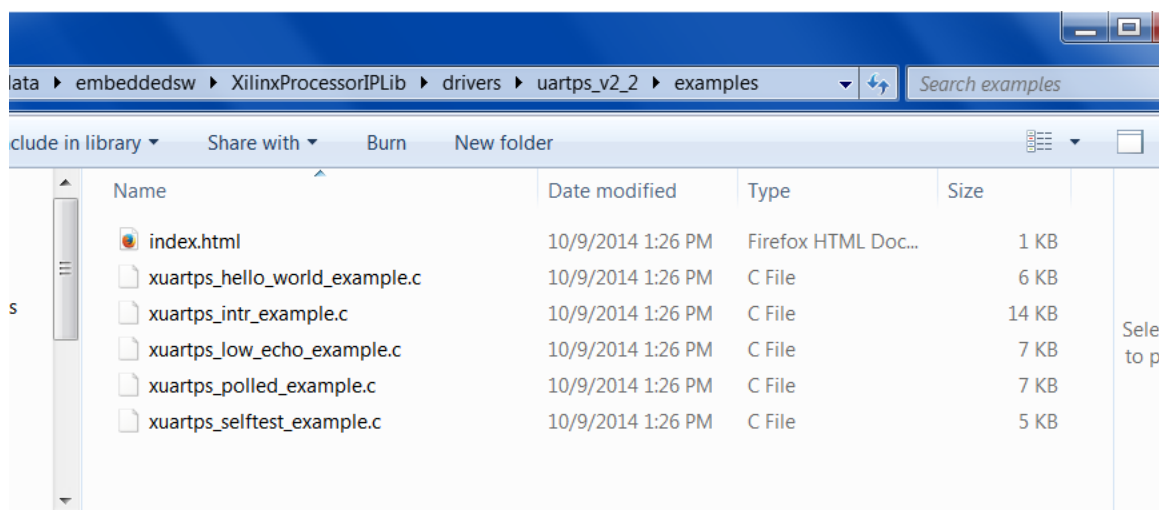 data embeddedsw XilinxProcessorIPLib drivers uartps_v2_2 examples Search examples
clude in library Share with Burn New folder
Name Date modified Type Size
index.html 10/9/2014 1:26 PM Firefox HTML Doc... 1 KB
xuartps_hello_world_example.c 10/9/2014 1:26 PM C File 6 KB
xuartps_intr_example.c 10/9/2014 1:26 PM C File 14 KB
xuartps_low_echo_example.c 10/9/2014 1:26 PM C File 7 KB
xuartps_polled_example.c 10/9/2014 1:26 PM C File 7 KB
xuartps_selftest_example.c 10/9/2014 1:26 PM C File 5 KB
s
Sele
to p